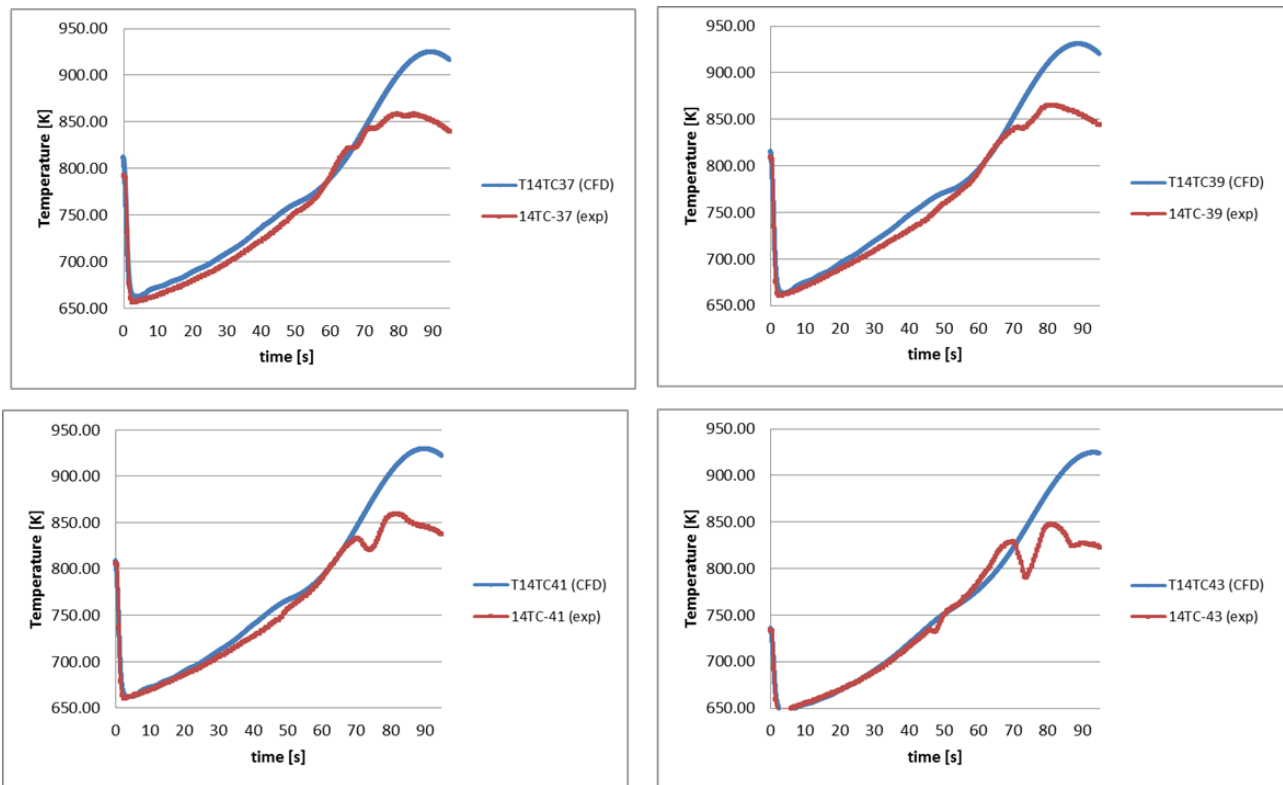 950.00
900.00
850.00
800.00
750.00
700.00
650.00
Temperature [K]
0 10 20 30 40 50 60 70 80 90
time [s]
T14TC37 (CFD)
14TC-37 (exp)
950.00
900.00
850.00
800.00
750.00
700.00
650.00
Temperature [K]
0 10 20 30 40 50 60 70 80 90
time [s]
T14TC39 (CFD)
14TC-39 (exp)
950.00
900.00
850.00
800.00
750.00
700.00
650.00
Temperature [K]
0 10 20 30 40 50 60 70 80 90
time [s]
T14TC41 (CFD)
14TC-41 (exp)
950.00
900.00
850.00
800.00
750.00
700.00
650.00
Temperature [K]
0 10 20 30 40 50 60 70 80 90
time [s]
T14TC43 (CFD)
14TC-43 (exp)